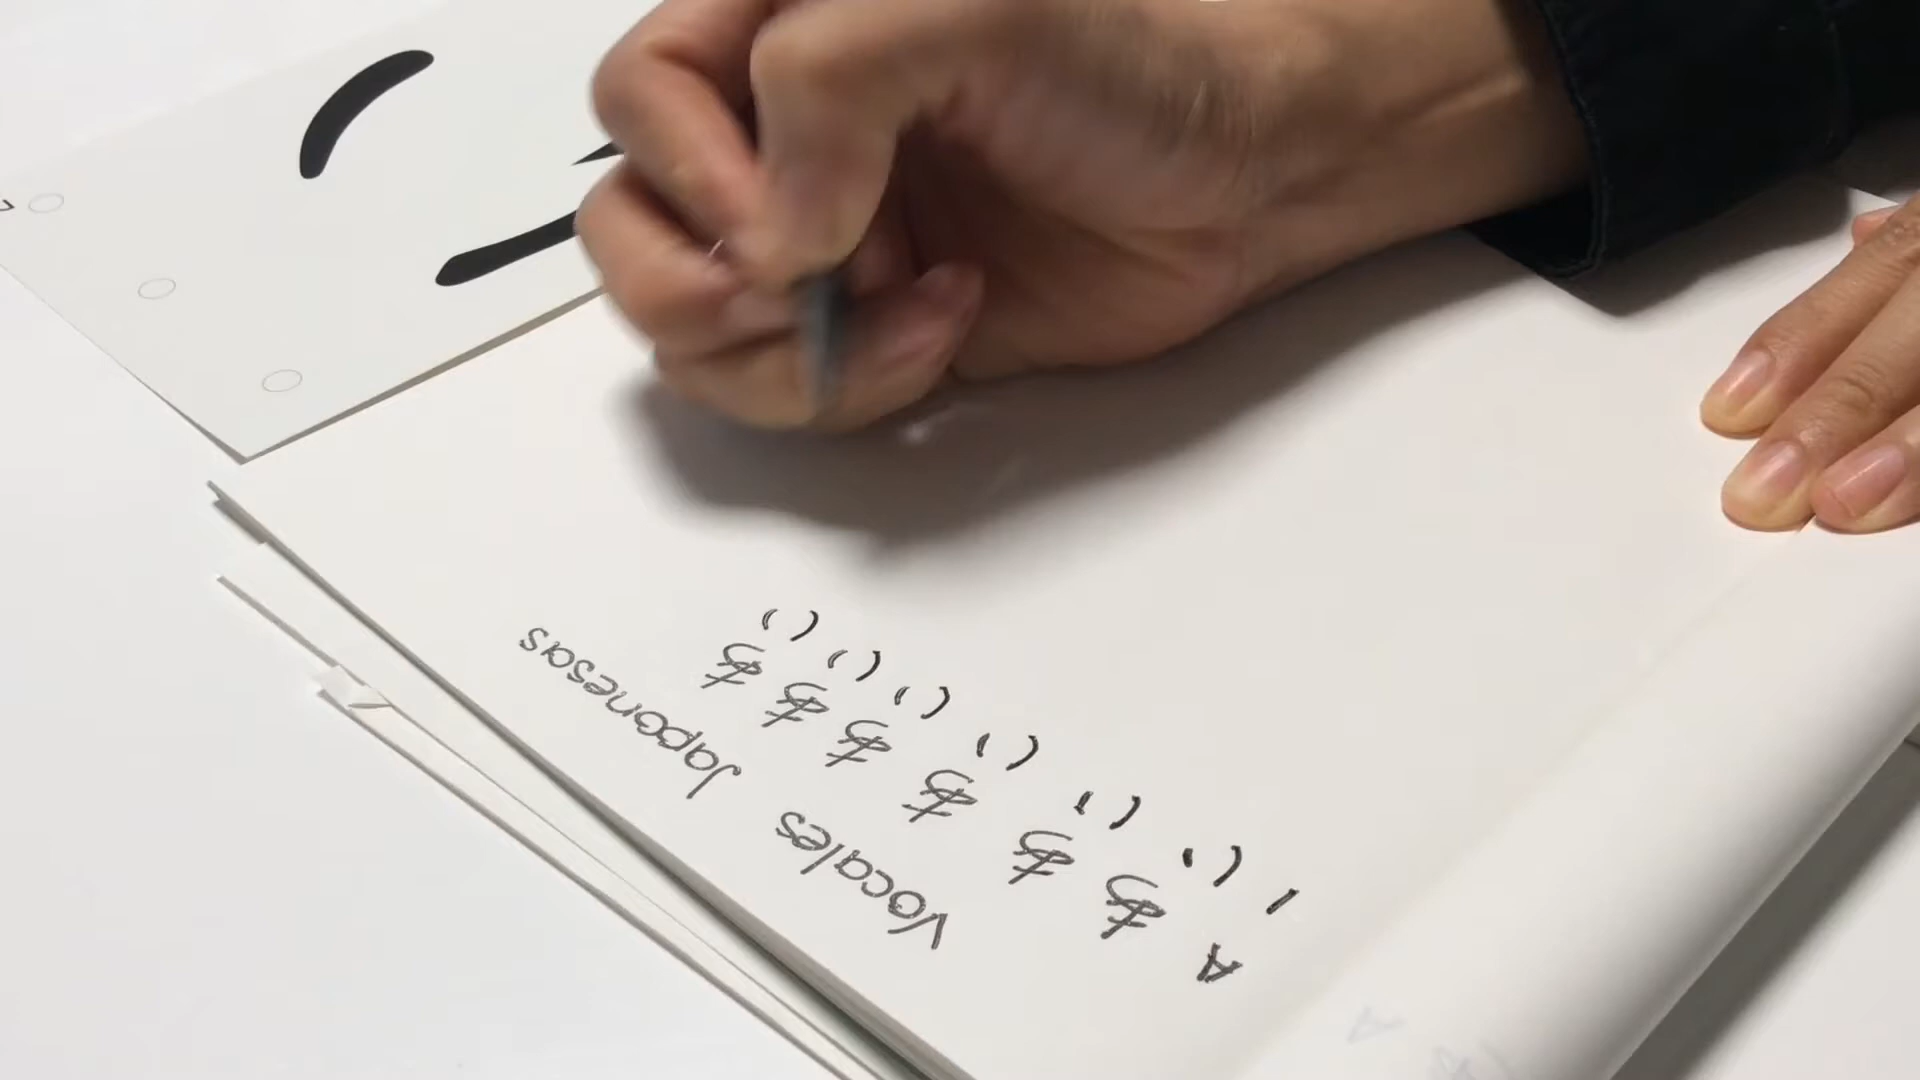 Vocales Japonesas
A あ あ あ あ あ あ
I い い い い い い